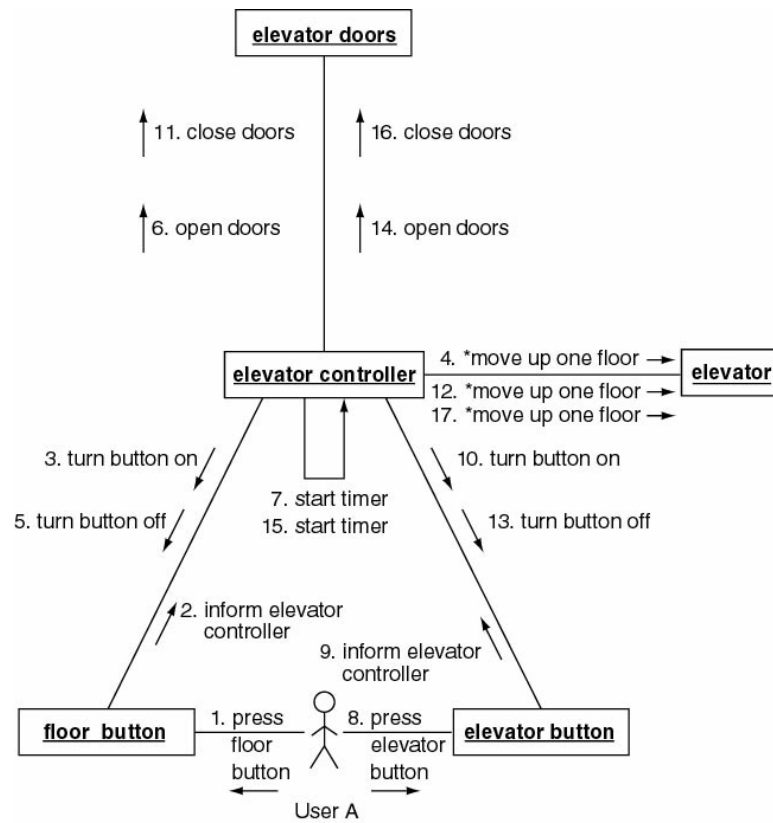 elevator doors
11. close doors
16. close doors
6. open doors
14. open doors
elevator controller
4. *move up one floor
elevator
12. *move up one floor
17. *move up one floor
3. turn button on
10. turn button on
7. start timer
5. turn button off
13. turn button off
15. start timer
2. inform elevator
controller
9. inform elevator
controller
floor button
1. press
floor
button
8. press
elevator
button
elevator button
User A